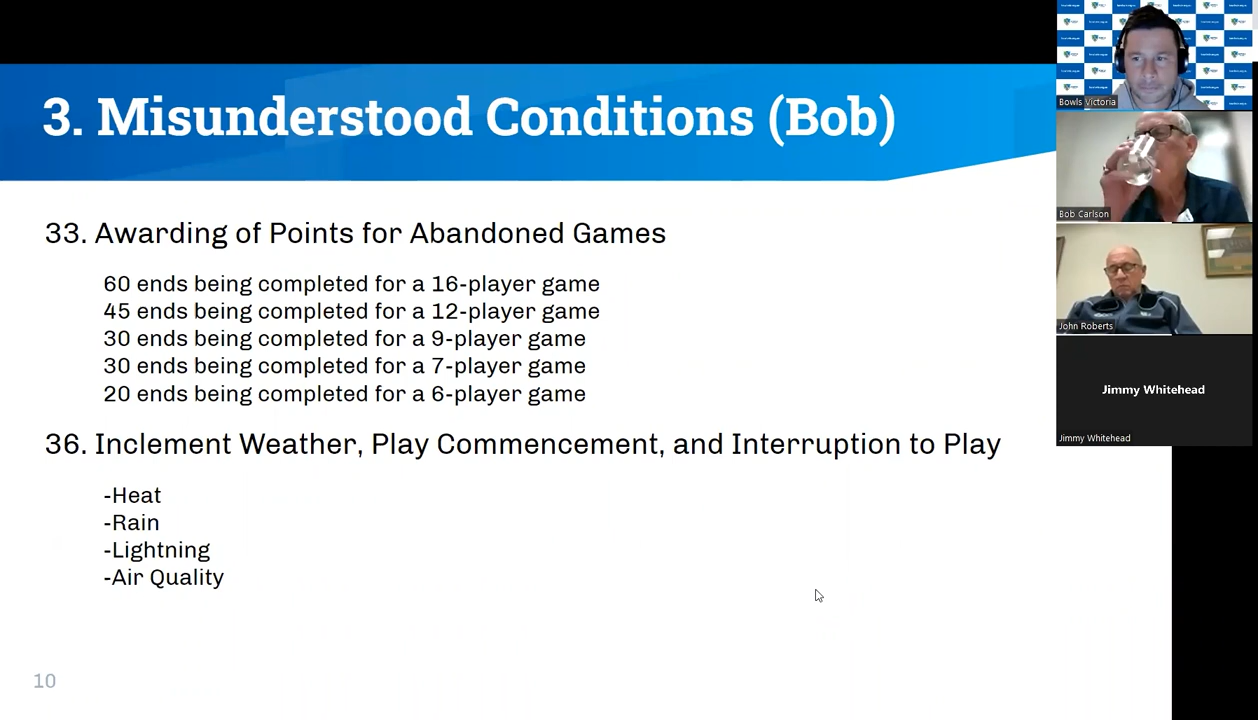 3. Misunderstood Conditions (Bob)
33. Awarding of Points for Abandoned Games
60 ends being completed for a 16-player game
45 ends being completed for a 12-player game
30 ends being completed for a 9-player game
30 ends being completed for a 7-player game
20 ends being completed for a 6-player game
36. Inclement Weather, Play Commencement, and Interruption to Play
-Heat
-Rain
-Lightning
-Air Quality
10
Bowls Victoria
Bob Carlson
John Roberts
Jimmy Whitehead
Jimmy Whitehead